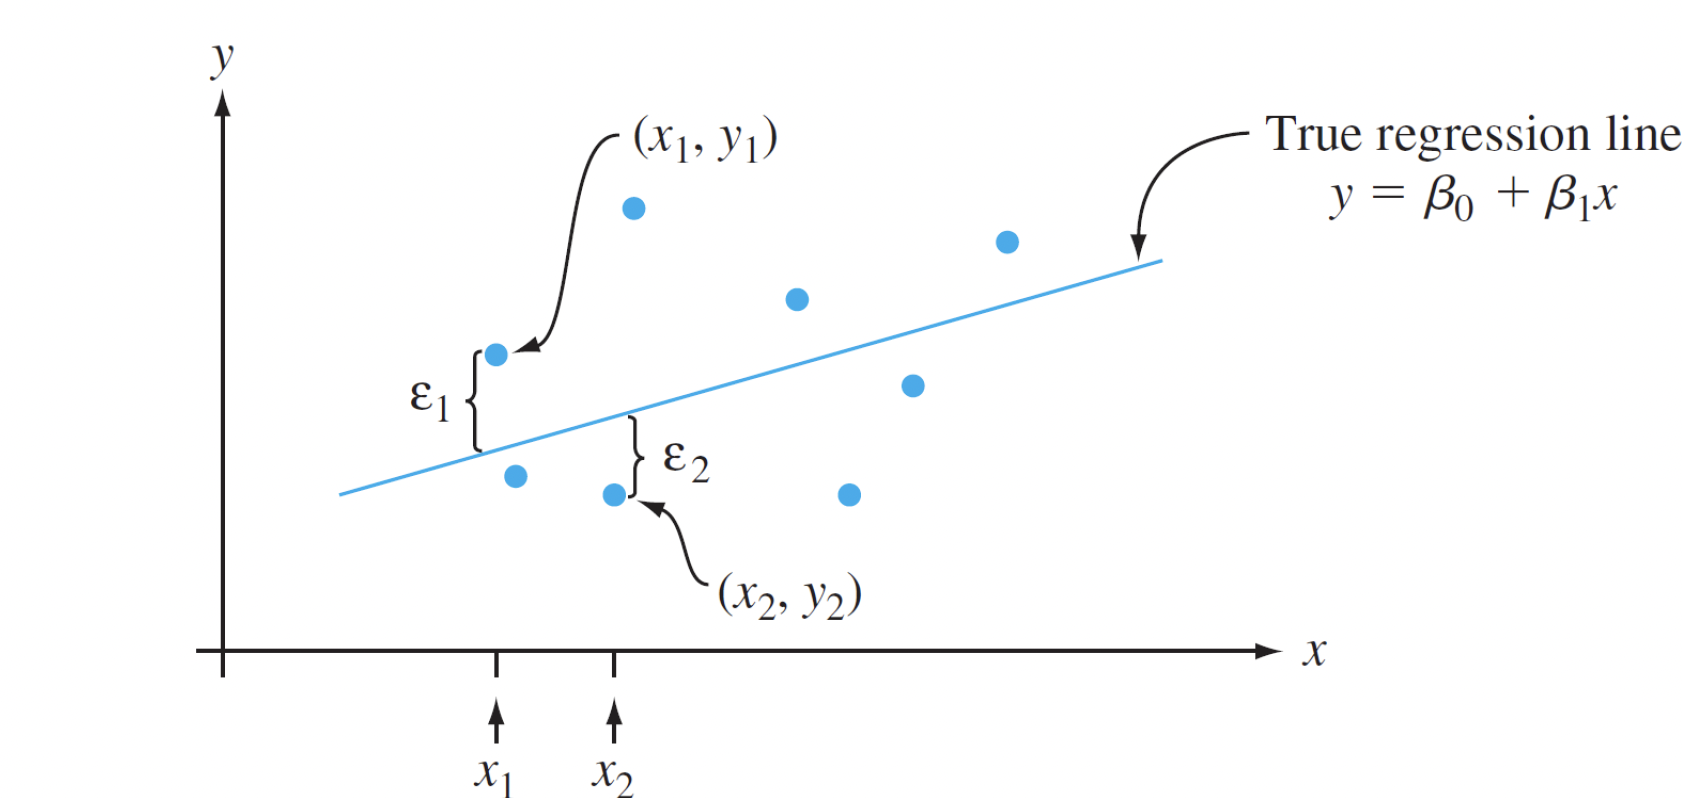 y
(x₁, y₁)
True regression line
y = β₀ + β₁x
ε₁
ε₂
(x₂, y₂)
x
x₁
x₂